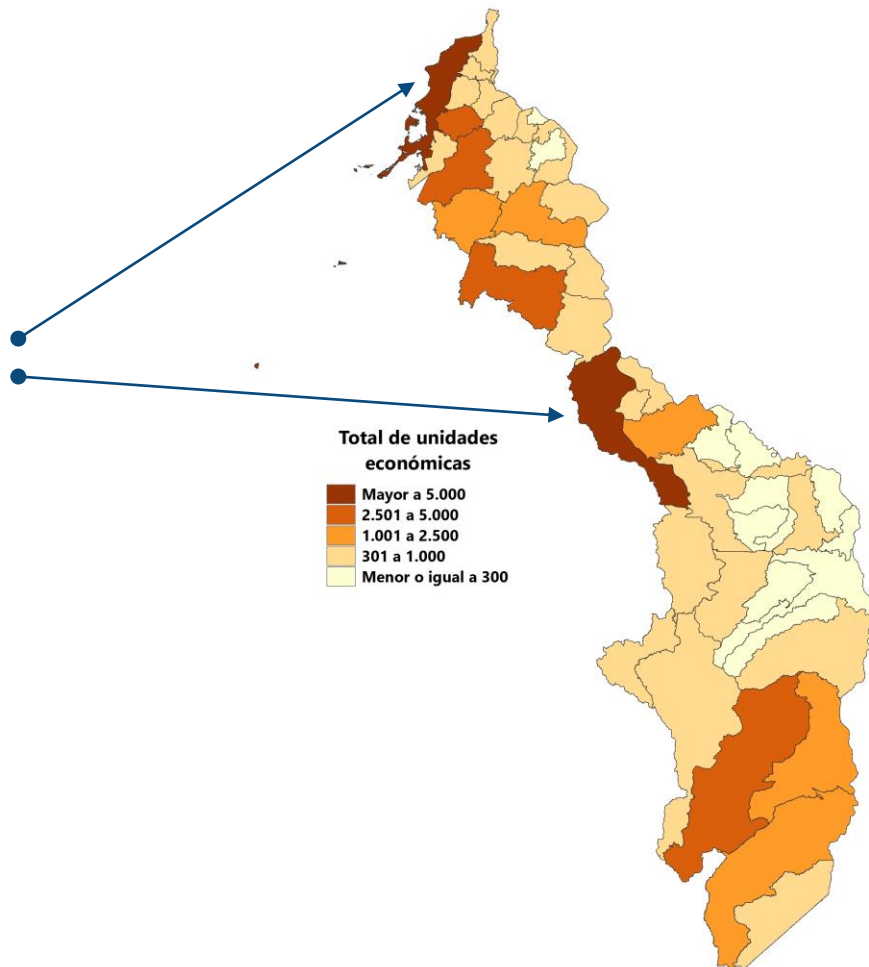 Total de unidades
económicas
Mayor a 5.000
2.501 a 5.000
1.001 a 2.500
301 a 1.000
Menor o igual a 300